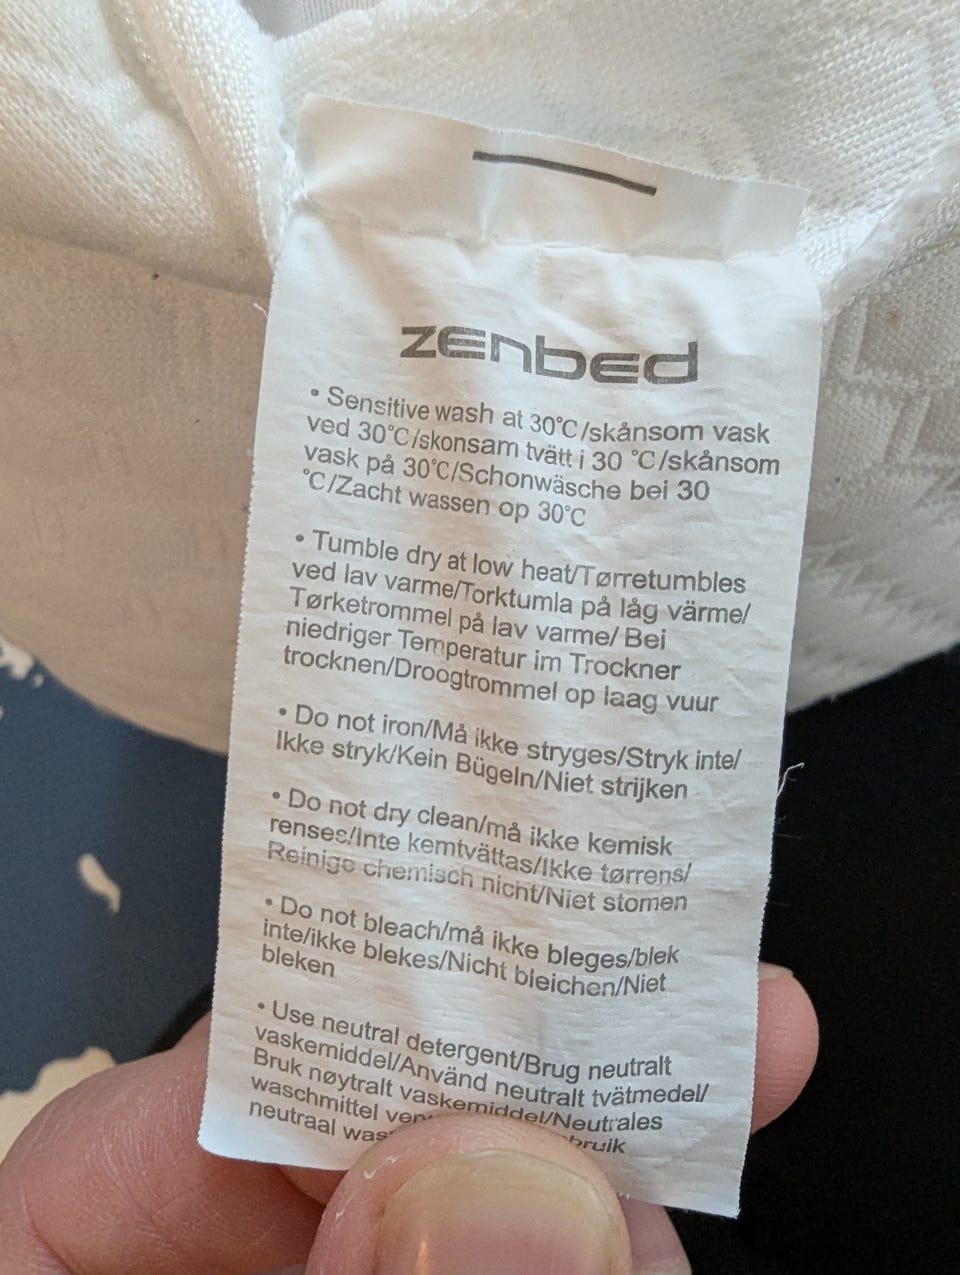 zenbed
• Sensitive wash at 30°C/skånsom vask
ved 30°C/skonsam tvätt i 30 °C/skånsom
vask på 30°C/Schonwäsche bei 30
°C/Zacht wassen op 30°C
• Tumble dry at low heat/Tørretumbles
ved lav varme/Torktumla på låg värme/
Tørketrommel på lav varme/ Bei
niedriger Temperatur im Trockner
trocknen/Droogtrommel op laag vuur
• Do not iron/Må ikke stryges/Stryk inte/
Ikke stryk/Kein Bügeln/Niet strijken
• Do not dry clean/må ikke kemisk
renses/Inte kemtvättas/Ikke tørrens/
Reinige chemisch nicht/Niet stomen
• Do not bleach/må ikke bleges/blek
inte/ikke blekes/Nicht bleichen/Niet
bleken
• Use neutral detergent/Brug neutralt
vaskemiddel/Använd neutralt tvätmedel/
Bruk nøytralt vaskemiddel/Neutrales
waschmittel
neutraal